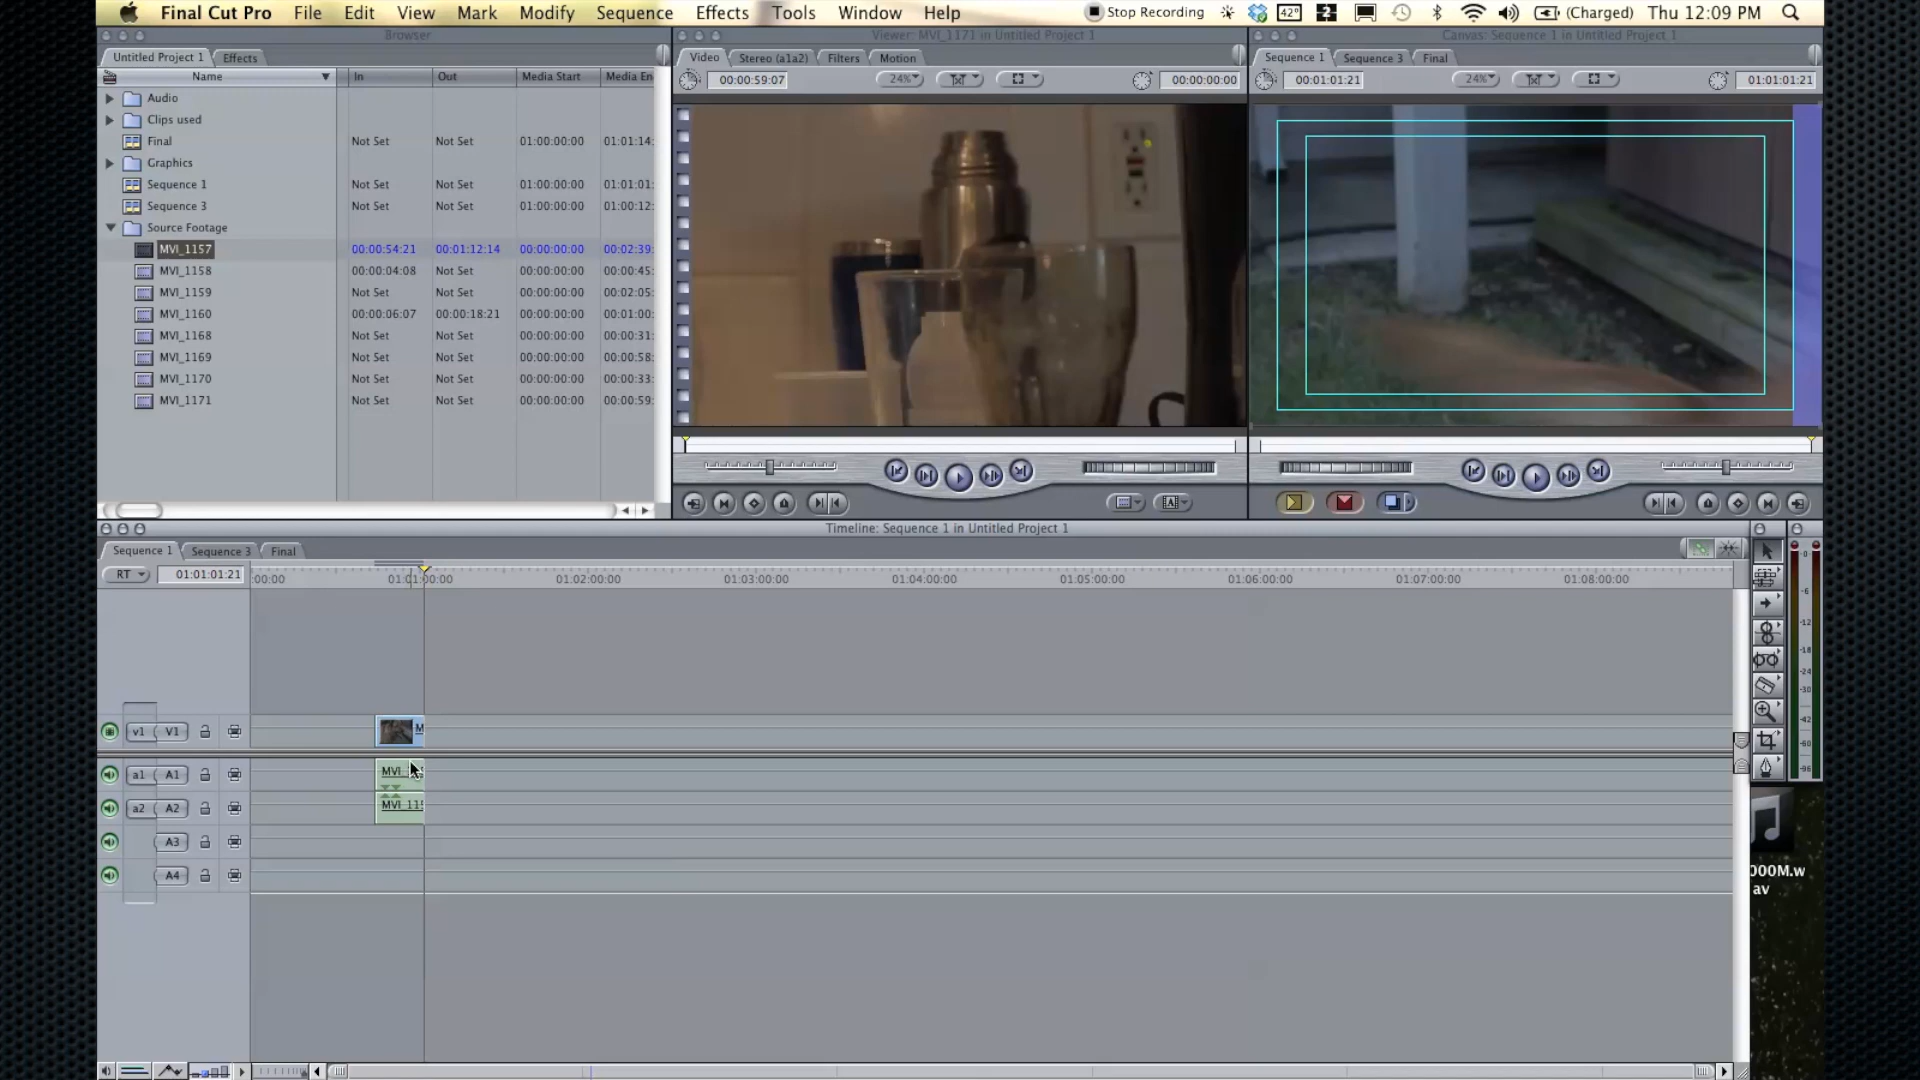 Final Cut Pro File Edit View Mark Modify Sequence Effects Tools Window Help Stop Recording 42° 2 (Charged) Thu 12:09 PM
Browser
Viewer: MVI_1171 in Untitled Project 1
Canvas: Sequence 1 in Untitled Project 1
Untitled Project 1 Effects
Video Stereo (a1a2) Filters Motion
Sequence 1 Sequence 3 Final
Name In Out Media Start Media En
00:00:59:07 24% 00:00:00:00
01:01:01:21 24% 01:01:01:21
Audio
Clips used
Final Not Set Not Set 01:00:00:00 01:01:14:
Graphics
Sequence 1 Not Set Not Set 01:00:00:00 01:01:01:
Sequence 3 Not Set Not Set 01:00:00:00 01:00:12:
Source Footage
MVI_1157 00:00:54:21 00:01:12:14 00:00:00:00 00:02:39:
MVI_1158 00:00:04:08 Not Set 00:00:00:00 00:00:45:
MVI_1159 Not Set Not Set 00:00:00:00 00:02:05:
MVI_1160 00:00:06:07 00:00:18:21 00:00:00:00 00:01:00:
MVI_1168 Not Set Not Set 00:00:00:00 00:00:31:
MVI_1169 Not Set Not Set 00:00:00:00 00:00:58:
MVI_1170 Not Set Not Set 00:00:00:00 00:00:33:
MVI_1171 Not Set Not Set 00:00:00:00 00:00:59:
Timeline: Sequence 1 in Untitled Project 1
Sequence 1 Sequence 3 Final
RT 01:01:01:21 :00:00 01:01:00:00 01:02:00:00 01:03:00:00 01:04:00:00 01:05:00:00 01:06:00:00 01:07:00:00 01:08:00:00
v1 V1 M
a1 A1 MVI_
a2 A2 MVI_115
A3
A4
-6
-12
-18
-24
-30
-42
-60
-96
000M.w
av